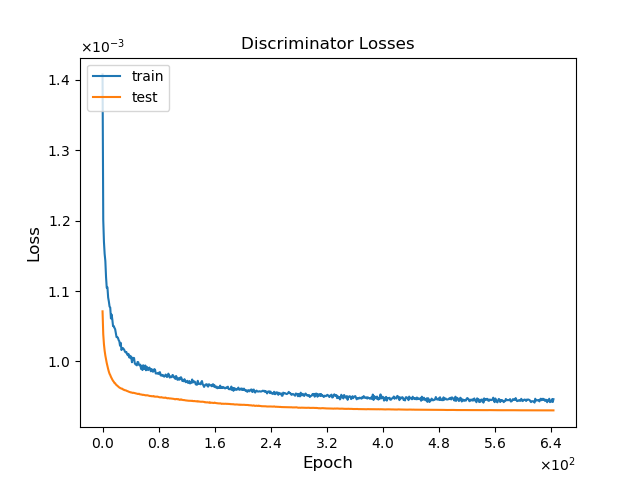 Discriminator Losses
×10⁻³
train
test
1.4
1.3
1.2
1.1
1.0
Loss
0.0 0.8 1.6 2.4 3.2 4.0 4.8 5.6 6.4
Epoch
×10²